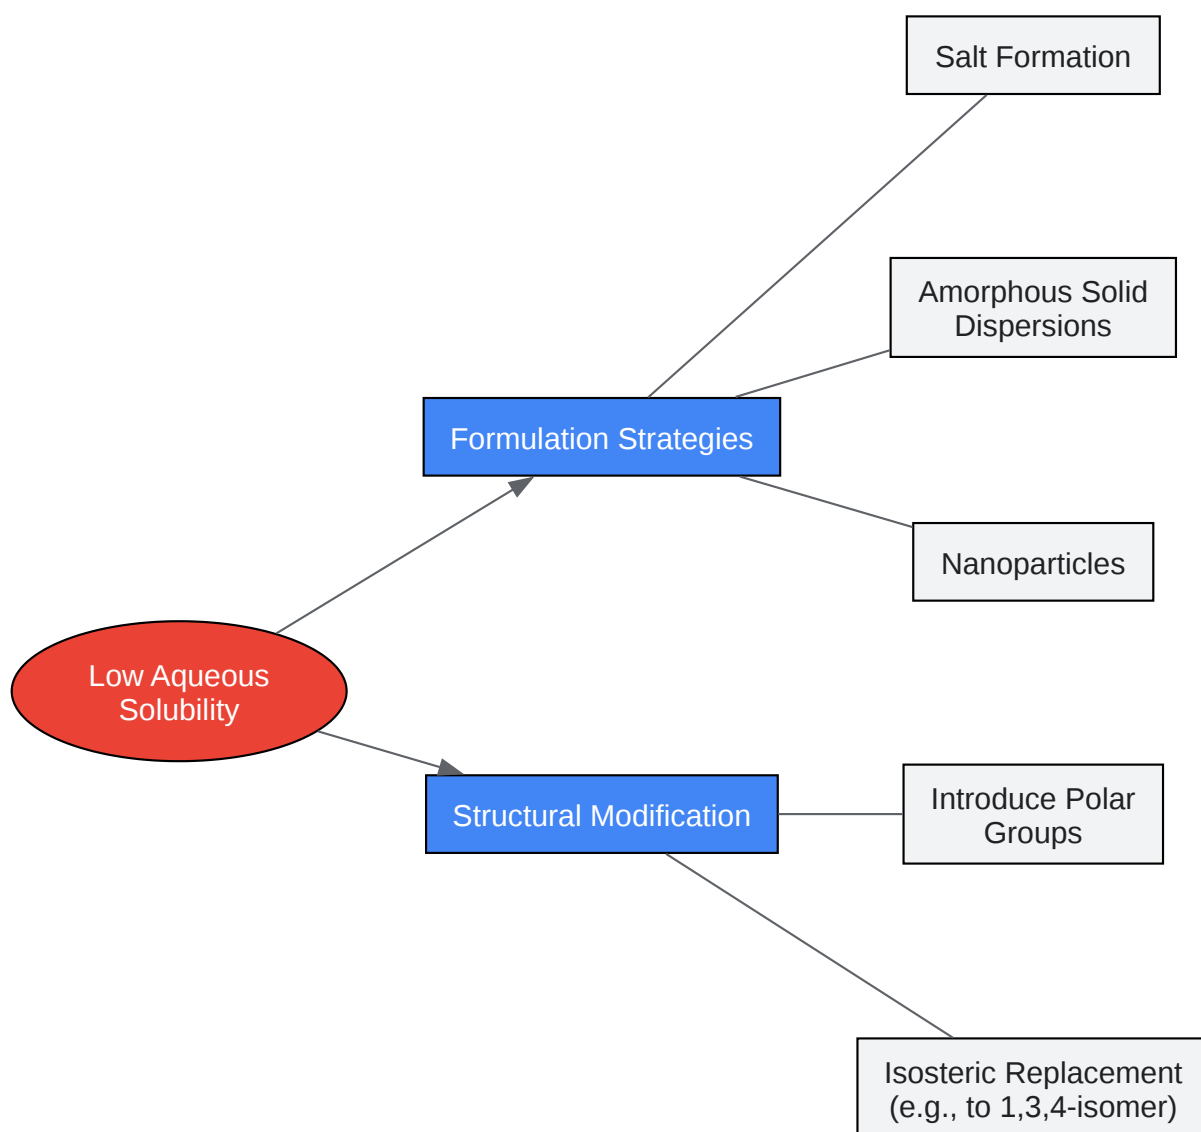 Salt Formation
Amorphous Solid
Dispersions
Formulation Strategies
Nanoparticles
Low Aqueous
Solubility
Structural Modification
Introduce Polar
Groups
Isosteric Replacement
(e.g., to 1,3,4-isomer)